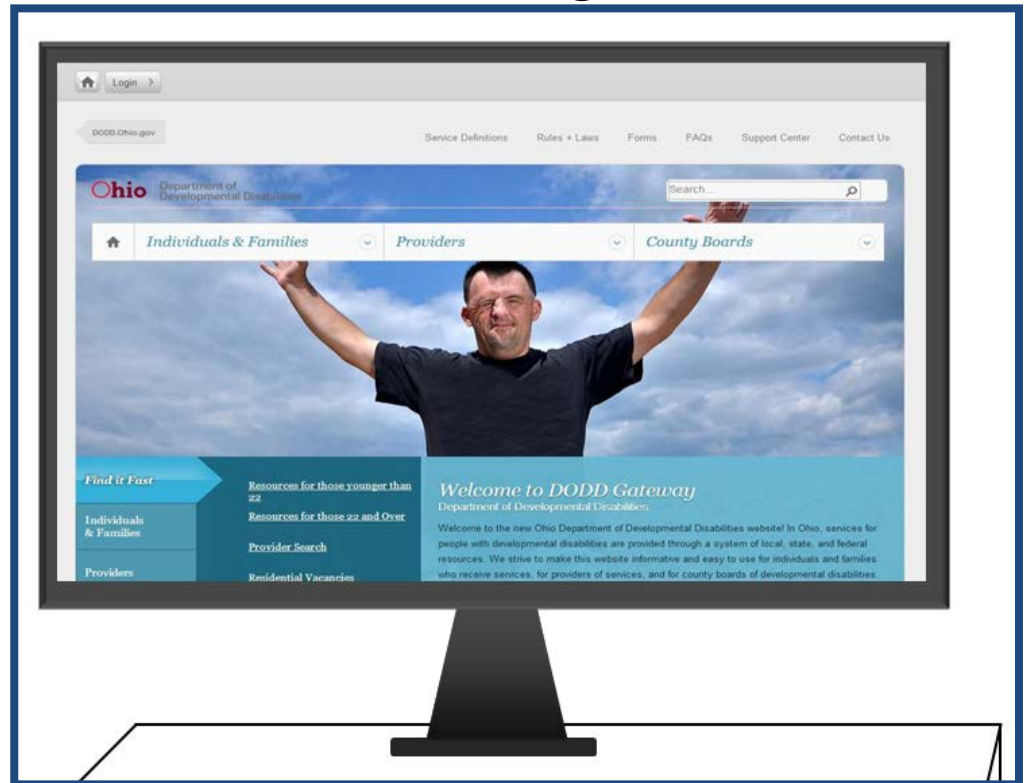 Login >
DODD.Ohio.gov
Service Definitions Rules + Laws Forms FAQs Support Center Contact Us
Ohio Department of
Developmental Disabilities
Search...
Individuals & Families Providers County Boards
Find it Fast
Individuals
& Families
Providers
Resources for those younger than
22
Resources for those 22 and Over
Provider Search
Residential Vacancies
Welcome to DODD Gateway
Department of Developmental Disabilities
Welcome to the new Ohio Department of Developmental Disabilities website! In Ohio, services for
people with developmental disabilities are provided through a system of local, state, and federal
resources. We strive to make this website informative and easy to use for individuals and families
who receive services, for providers of services, and for county boards of developmental disabilities